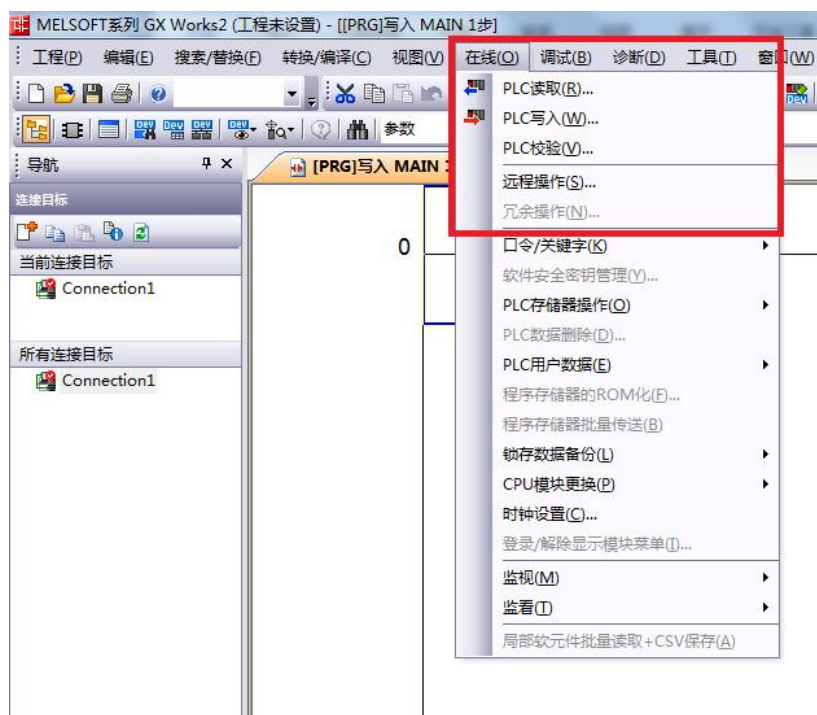 MELSOFT系列 GX Works2 (工程未设置) - [[PRG]写入 MAIN 1步]
工程(P) 编辑(E) 搜索/替换(F) 转换/编译(C) 视图(V) 在线(O) 调试(B) 诊断(D) 工具(T) 窗口(W)
参数
导航
[PRG]写入 MAIN
连接目标
当前连接目标
Connection1
所有连接目标
Connection1
0
PLC读取(R)...
PLC写入(W)...
PLC校验(V)...
远程操作(S)...
冗余操作(N)...
口令/关键字(K)
软件安全密钥管理(Y)...
PLC存储器操作(O)
PLC数据删除(D)...
PLC用户数据(E)
程序存储器的ROM化(F)...
程序存储器批量传送(B)
锁存数据备份(L)
CPU模块更换(P)
时钟设置(C)...
登录/解除显示模块菜单(I)...
监视(M)
监看(T)
局部软元件批量读取+CSV保存(A)